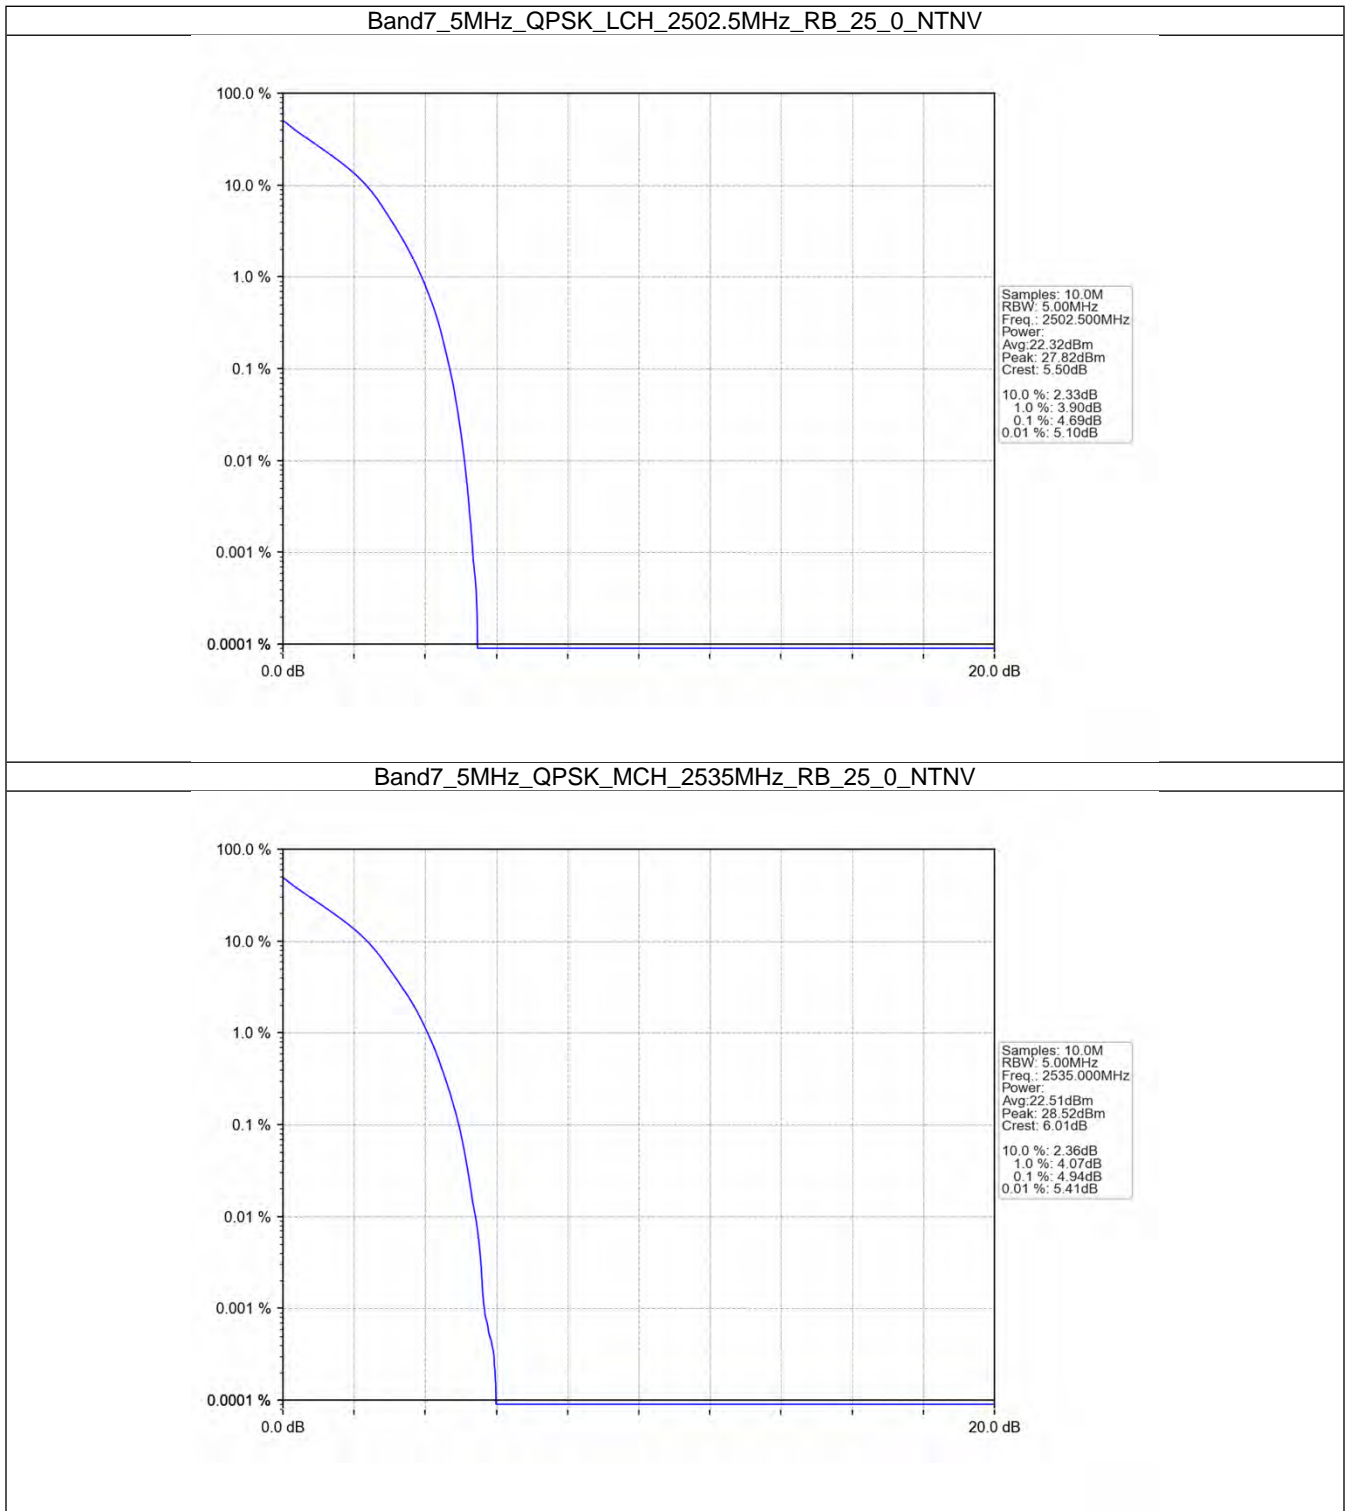 Band7_5MHz_QPSK_LCH_2502.5MHz_RB_25_0_NTNV
100.0 %
10.0 %
1.0 %
0.1 %
0.01 %
0.001 %
0.0001 %
0.0 dB
20.0 dB
Samples: 10.0M
RBW: 5.00MHz
Freq.: 2502.500MHz
Power:
Avg:22.32dBm
Peak: 27.82dBm
Crest: 5.50dB
10.0 %: 2.33dB
1.0 %: 3.90dB
0.1 %: 4.69dB
0.01 %: 5.10dB
Band7_5MHz_QPSK_MCH_2535MHz_RB_25_0_NTNV
100.0 %
10.0 %
1.0 %
0.1 %
0.01 %
0.001 %
0.0001 %
0.0 dB
20.0 dB
Samples: 10.0M
RBW: 5.00MHz
Freq.: 2535.000MHz
Power:
Avg:22.51dBm
Peak: 28.52dBm
Crest: 6.01dB
10.0 %: 2.36dB
1.0 %: 4.07dB
0.1 %: 4.94dB
0.01 %: 5.41dB